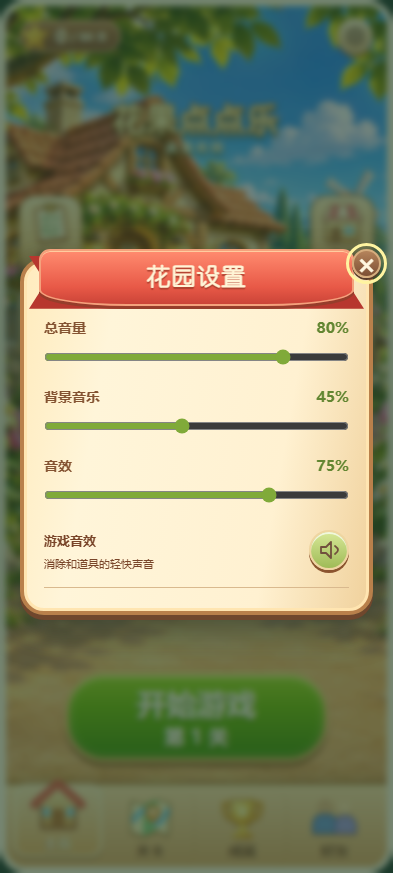 花园设置
总音量 80%
背景音乐 45%
音效 75%
游戏音效
消除和道具的轻快声音
开始游戏
第 1 关